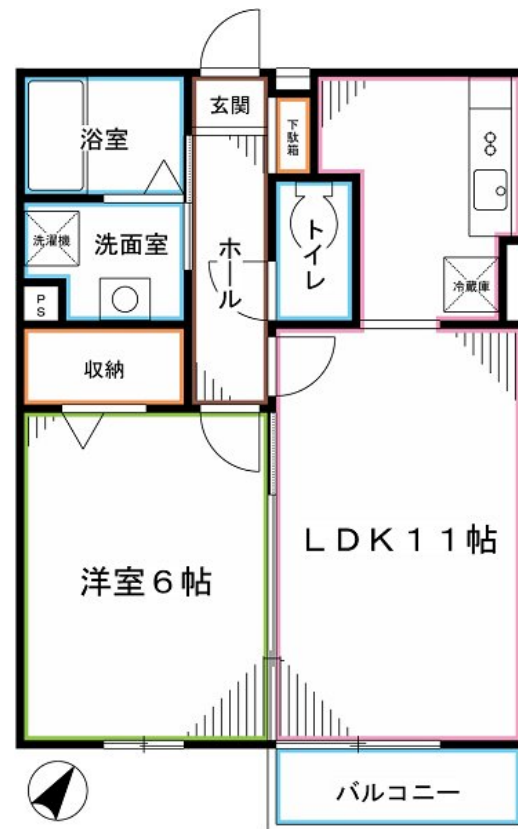 玄関
浴室
下駄箱
洗濯機
洗面室
ホール
トイレ
冷蔵庫
PS
収納
LDK11帖
洋室6帖
バルコニー